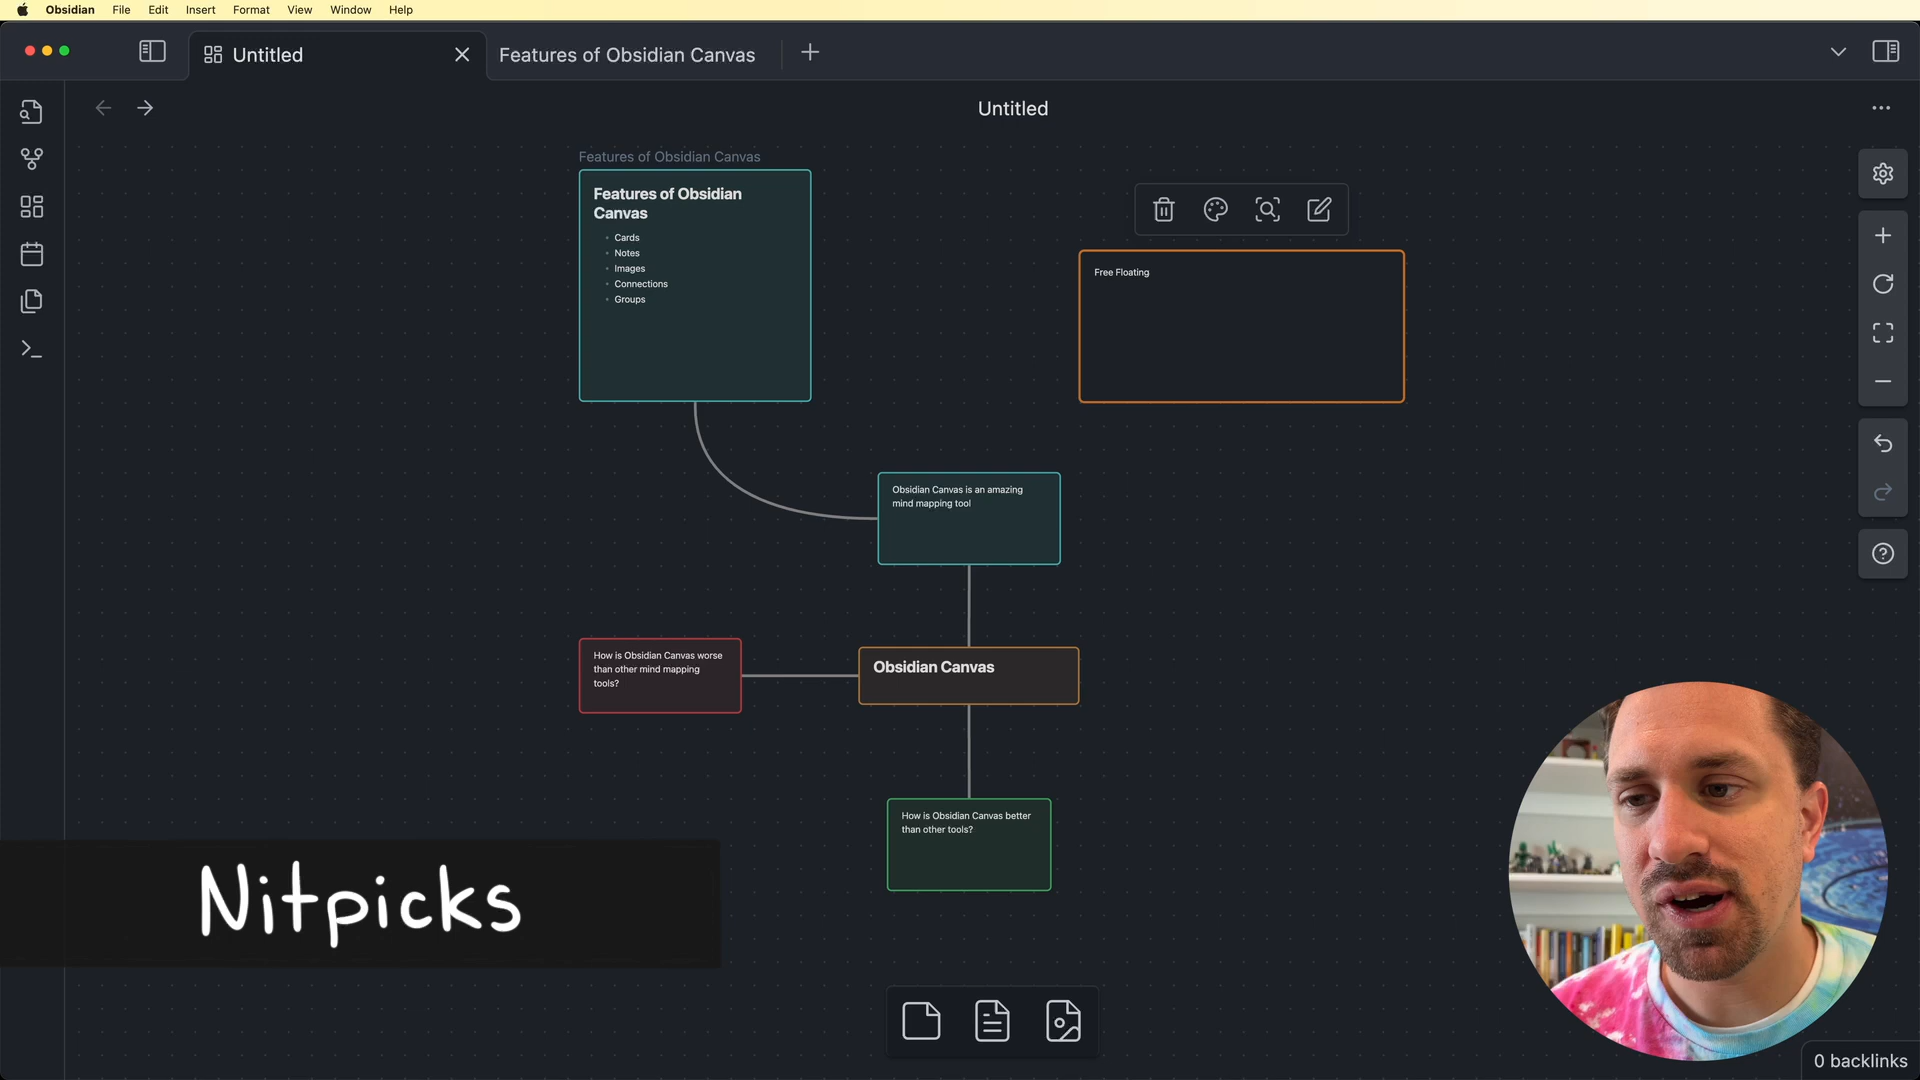 Obsidian File Edit Insert Format View Window Help
Untitled
Features of Obsidian Canvas
Untitled
Features of Obsidian Canvas
Features of Obsidian
Canvas
Cards
Notes
Images
Connections
Groups
Free Floating
Obsidian Canvas is an amazing
mind mapping tool
How is Obsidian Canvas worse
than other mind mapping
tools?
Obsidian Canvas
How is Obsidian Canvas better
than other tools?
Nitpicks
0 backlinks